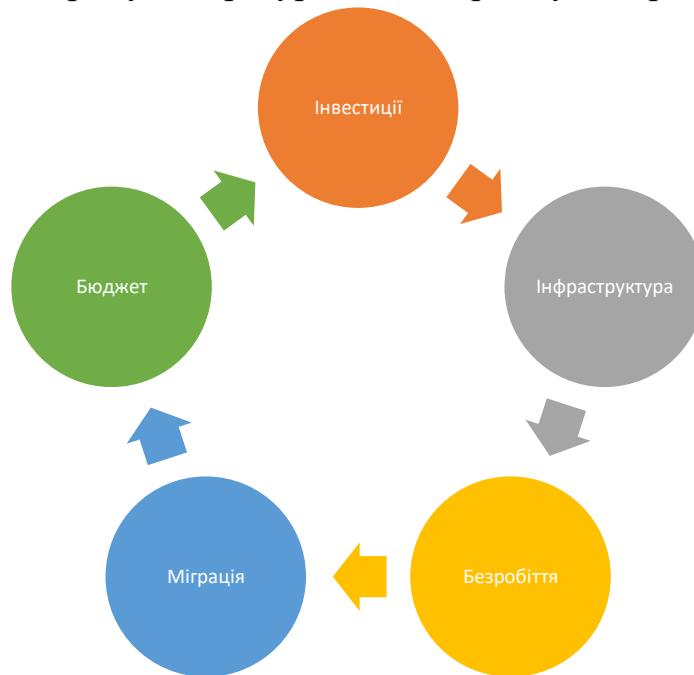 Інвестиції
Інфраструктура
Безробіття
Міграція
Бюджет